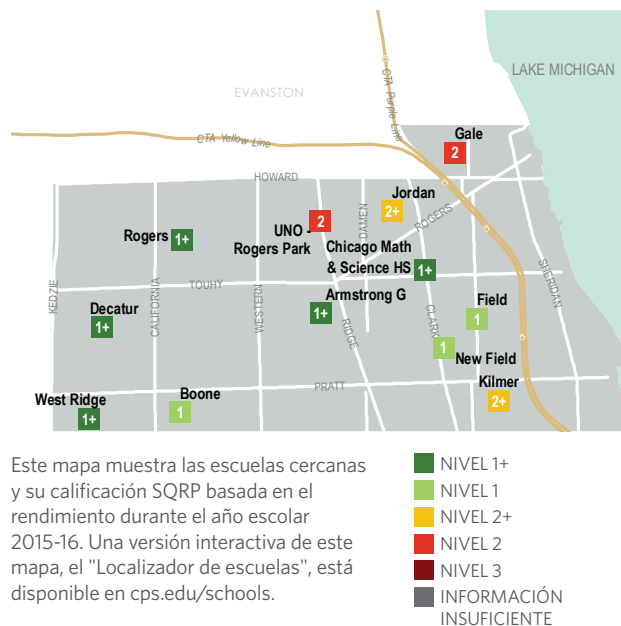 LAKE MICHIGAN
EVANSTON
CTA Purple Line
CTA Yellow Line
Gale
2
HOWARD
Jordan
2+
ROGERS
DAMEN
UNO -
Rogers Park
2
Rogers
1+
Chicago Math
& Science HS
1+
SHERIDAN
KEDZIE
CALIFORNIA
TOUHY
WESTERN
Armstrong G
1+
RIDGE
CLARK
Field
1
Decatur
1+
1
New Field
PRATT
Kilmer
2+
West Ridge
1+
Boone
1
Este mapa muestra las escuelas cercanas
y su calificación SQRP basada en el
rendimiento durante el año escolar
2015-16. Una versión interactiva de este
mapa, el "Localizador de escuelas", está
disponible en cps.edu/schools.
NIVEL 1+
NIVEL 1
NIVEL 2+
NIVEL 2
NIVEL 3
INFORMACIÓN
INSUFICIENTE